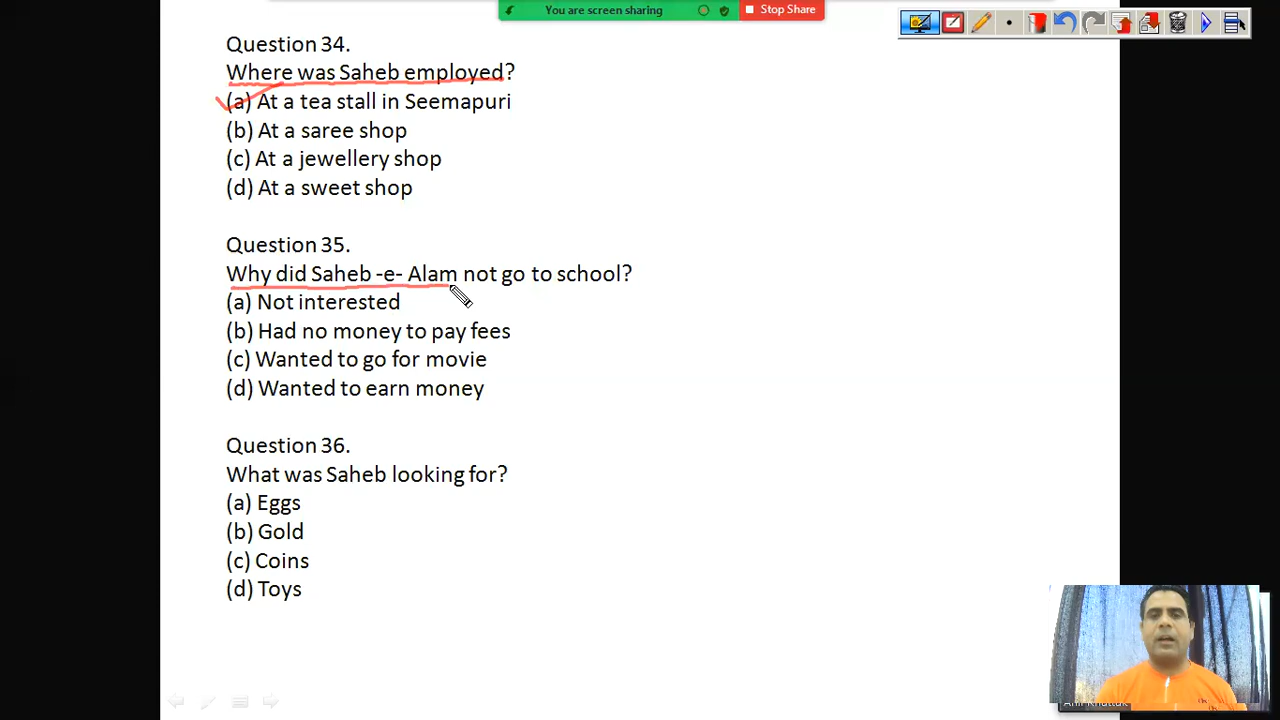 You are screen sharing
Stop Share
Question 34.
Where was Saheb employed?
(a) At a tea stall in Seemapuri
(b) At a saree shop
(c) At a jewellery shop
(d) At a sweet shop
Question 35.
Why did Saheb -e- Alam not go to school?
(a) Not interested
(b) Had no money to pay fees
(c) Wanted to go for movie
(d) Wanted to earn money
Question 36.
What was Saheb looking for?
(a) Eggs
(b) Gold
(c) Coins
(d) Toys